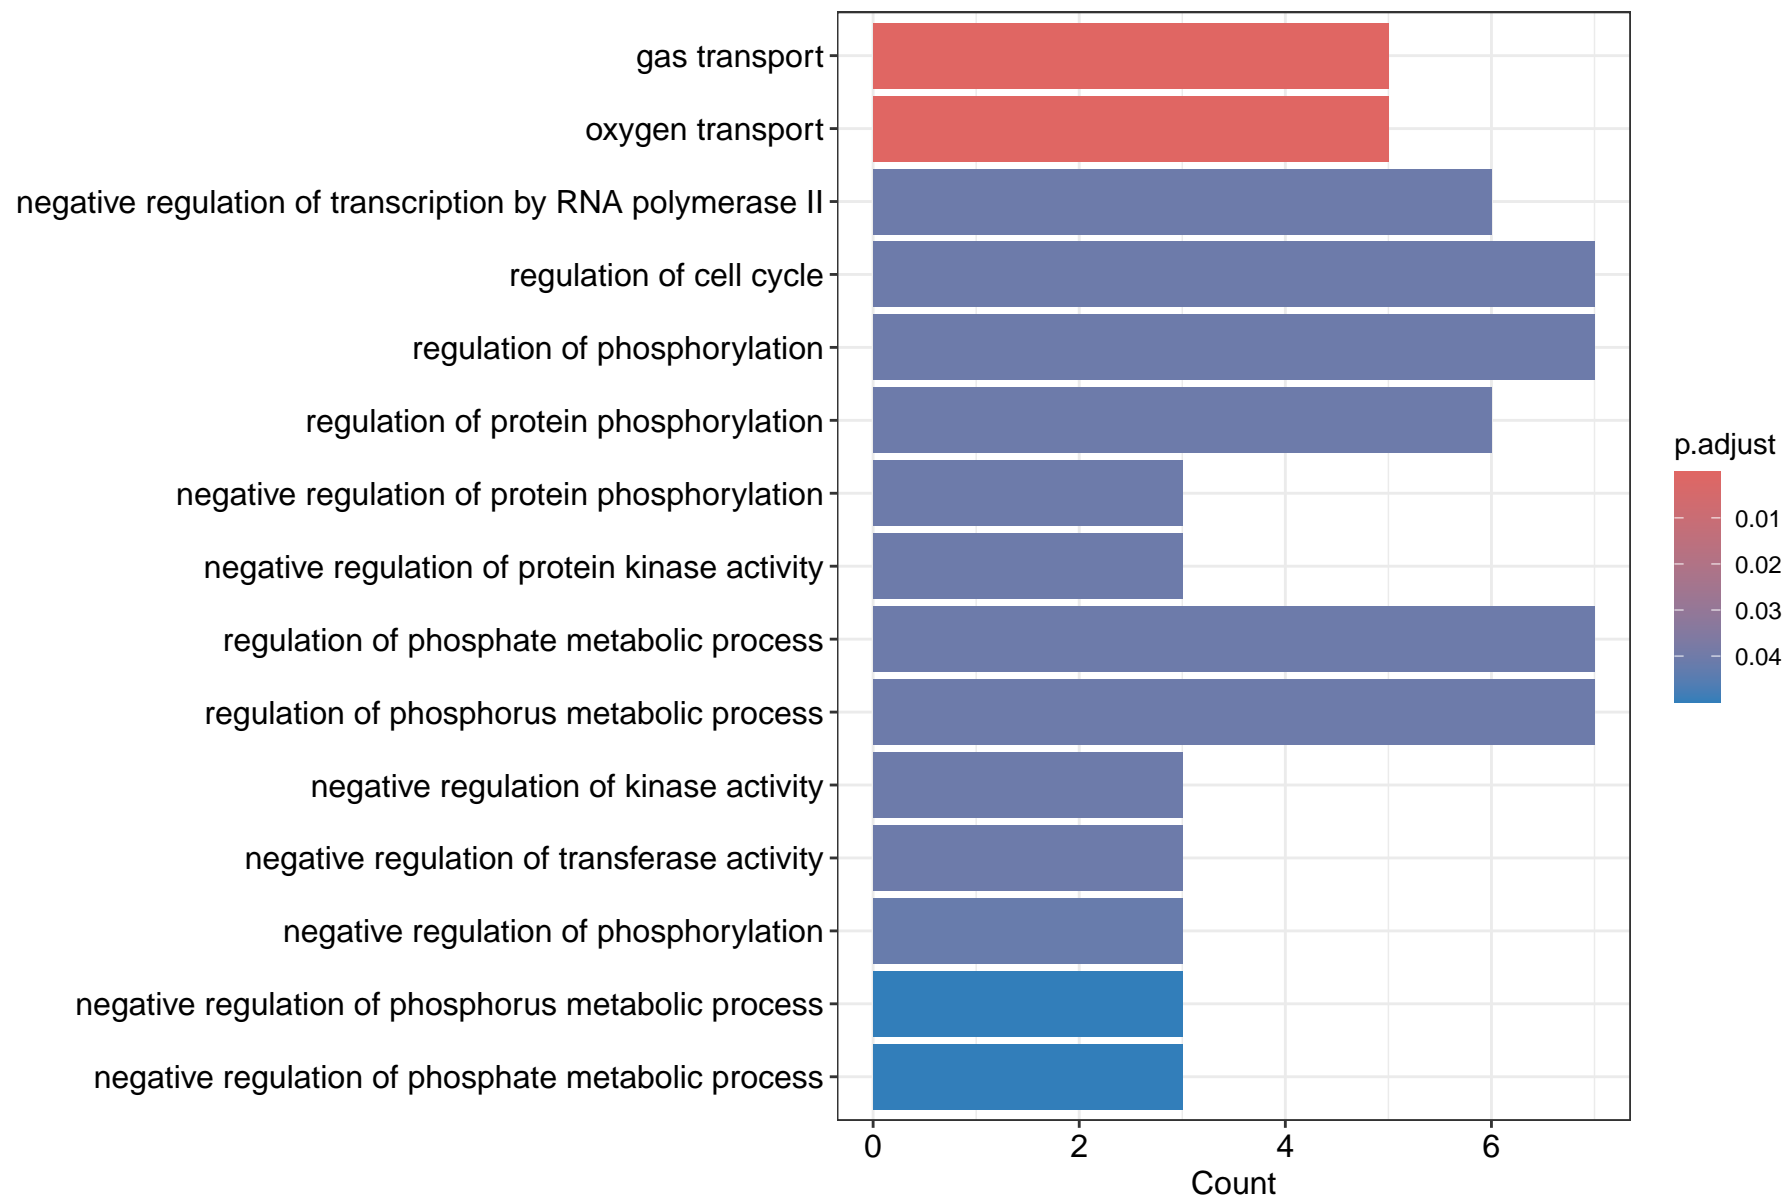 gas transport
oxygen transport
negative regulation of transcription by RNA polymerase II
regulation of cell cycle
regulation of phosphorylation
regulation of protein phosphorylation
negative regulation of protein phosphorylation
negative regulation of protein kinase activity
regulation of phosphate metabolic process
regulation of phosphorus metabolic process
negative regulation of kinase activity
negative regulation of transferase activity
negative regulation of phosphorylation
negative regulation of phosphorus metabolic process
negative regulation of phosphate metabolic process
0 2 4 6
Count
p.adjust
0.01
0.02
0.03
0.04